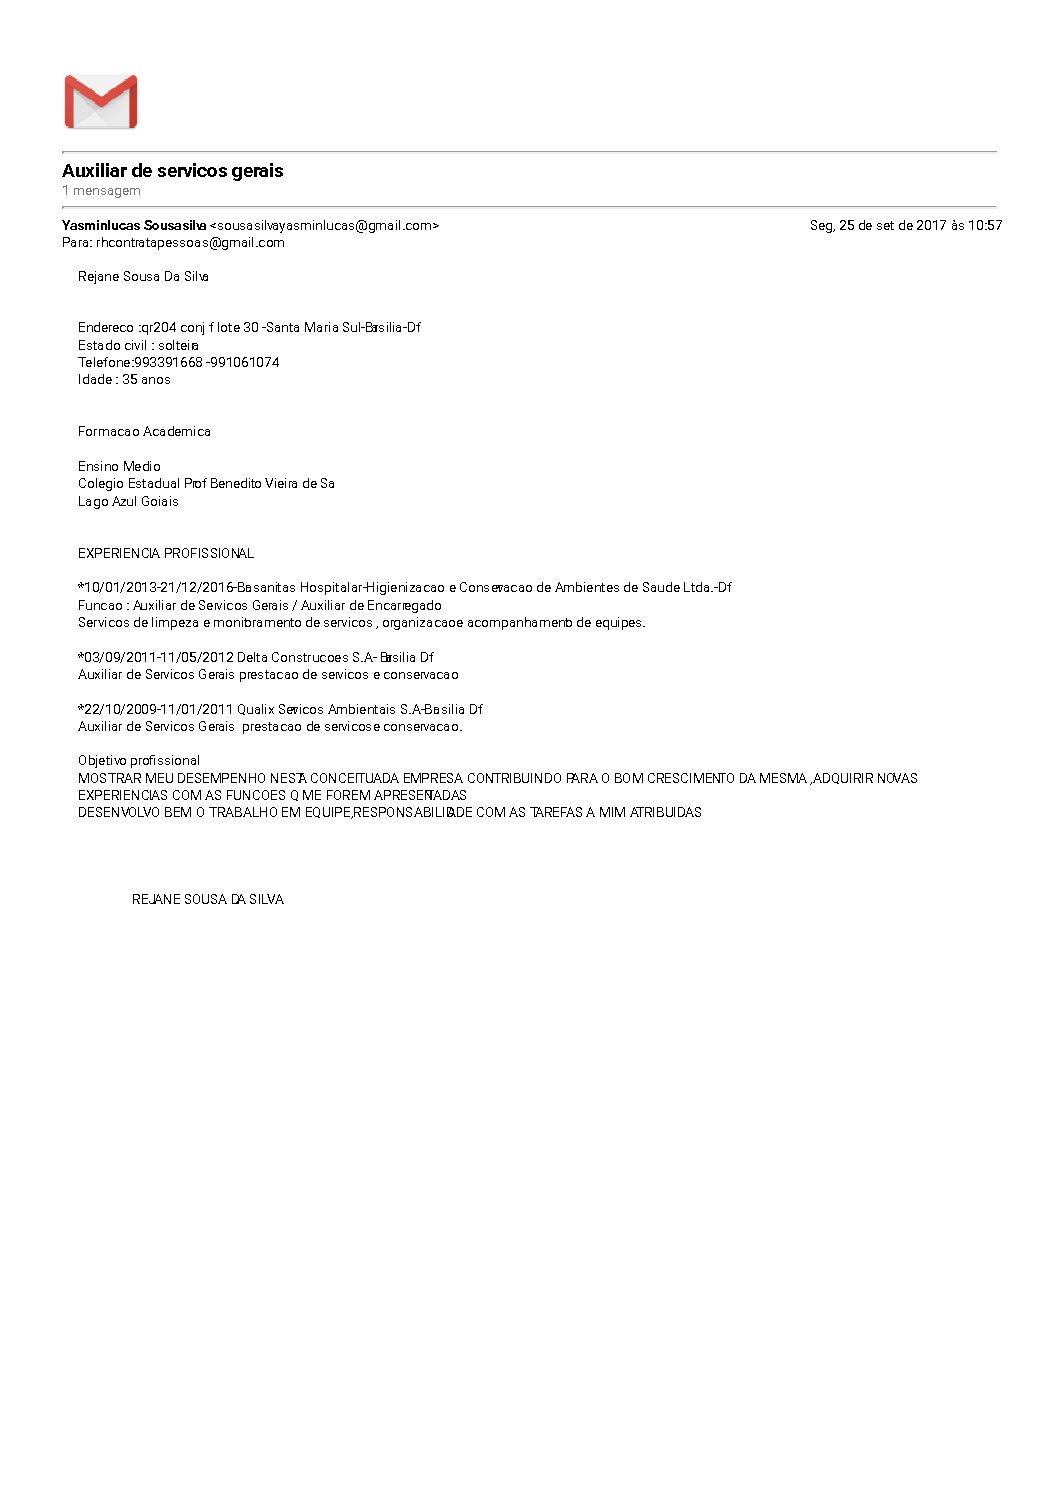 Auxiliar de servicos gerais
1 mensagem
Yasminlucas Sousasilva <sousasilvayasminlucas@gmail.com> Seg, 25 de set de 2017 às 10:57
Para: rhcontratapessoas@gmail.com
Rejane Sousa Da Silva
Endereco :qr204 conj f lote 30 -Santa Maria Sul-Brasilia-Df
Estado civil : solteira
Telefone:993391668 -991061074
Idade : 35 anos
Formacao Academica
Ensino Medio
Colegio Estadual Prof Benedito Vieira de Sa
Lago Azul Goiais
EXPERIENCIA PROFISSIONAL
*10/01/2013-21/12/2016-Basanitas Hospitalar-Higienizacao e Conservacao de Ambientes de Saude Ltda.-Df
Funcao : Auxiliar de Servicos Gerais / Auxiliar de Encarregado
Servicos de limpeza e monitoramento de servicos , organizacao e acompanhamento de equipes.
*03/09/2011-11/05/2012 Delta Construcoes S.A- Brasilia Df
Auxiliar de Servicos Gerais prestacao de servicos e conservacao
*22/10/2009-11/01/2011 Qualix Servicos Ambientais S.A-Brasilia Df
Auxiliar de Servicos Gerais prestacao de servicos e conservacao.
Objetivo profissional
MOSTRAR MEU DESEMPENHO NESTA CONCEITUADA EMPRESA CONTRIBUINDO PARA O BOM CRESCIMENTO DA MESMA ,ADQUIRIR NOVAS
EXPERIENCIAS COM AS FUNCOES Q ME FOREM APRESENTADAS
DESENVOLVO BEM O TRABALHO EM EQUIPE,RESPONSABILIDADE COM AS TAREFAS A MIM ATRIBUIDAS
REJANE SOUSA DA SILVA